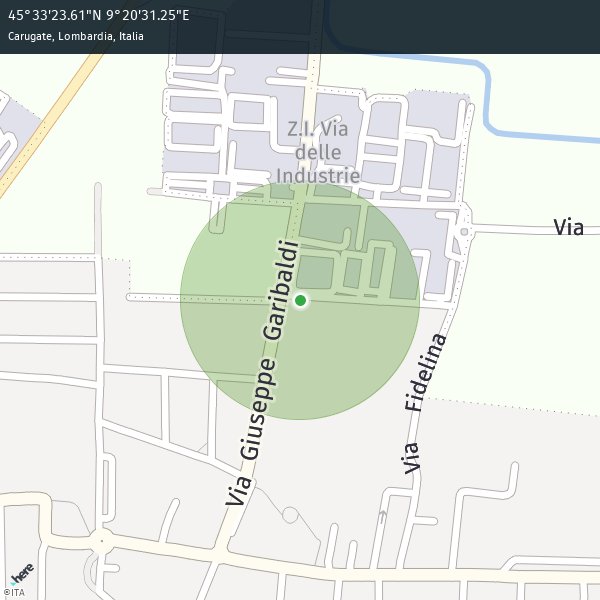 45°33'23.61"N 9°20'31.25"E
Carugate, Lombardia, Italia
Z.I. Via
delle
Industrie
Via
Via Giuseppe Garibaldi
Via Fidelina
here
©ITA